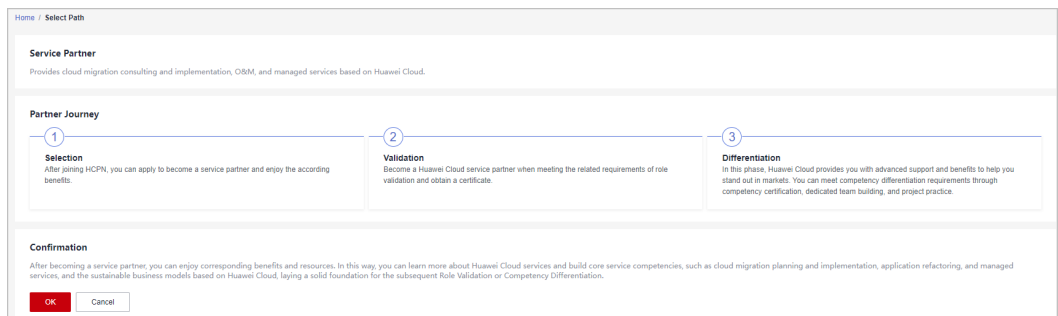 Home / Select Path
Service Partner
Provides cloud migration consulting and implementation, O&M, and managed services based on Huawei Cloud.
Partner Journey
1
Selection
After joining HCPN, you can apply to become a service partner and enjoy the according
benefits.
2
Validation
Become a Huawei Cloud service partner when meeting the related requirements of role
validation and obtain a certificate.
3
Differentiation
In this phase, Huawei Cloud provides you with advanced support and benefits to help you
stand out in markets. You can meet competency differentiation requirements through
competency certification, dedicated team building, and project practice.
Confirmation
After becoming a service partner, you can enjoy corresponding benefits and resources. In this way, you can learn more about Huawei Cloud services and build core service competencies, such as cloud migration planning and implementation, application refactoring, and managed
services, and the sustainable business models based on Huawei Cloud, laying a solid foundation for the subsequent Role Validation or Competency Differentiation.
OK Cancel